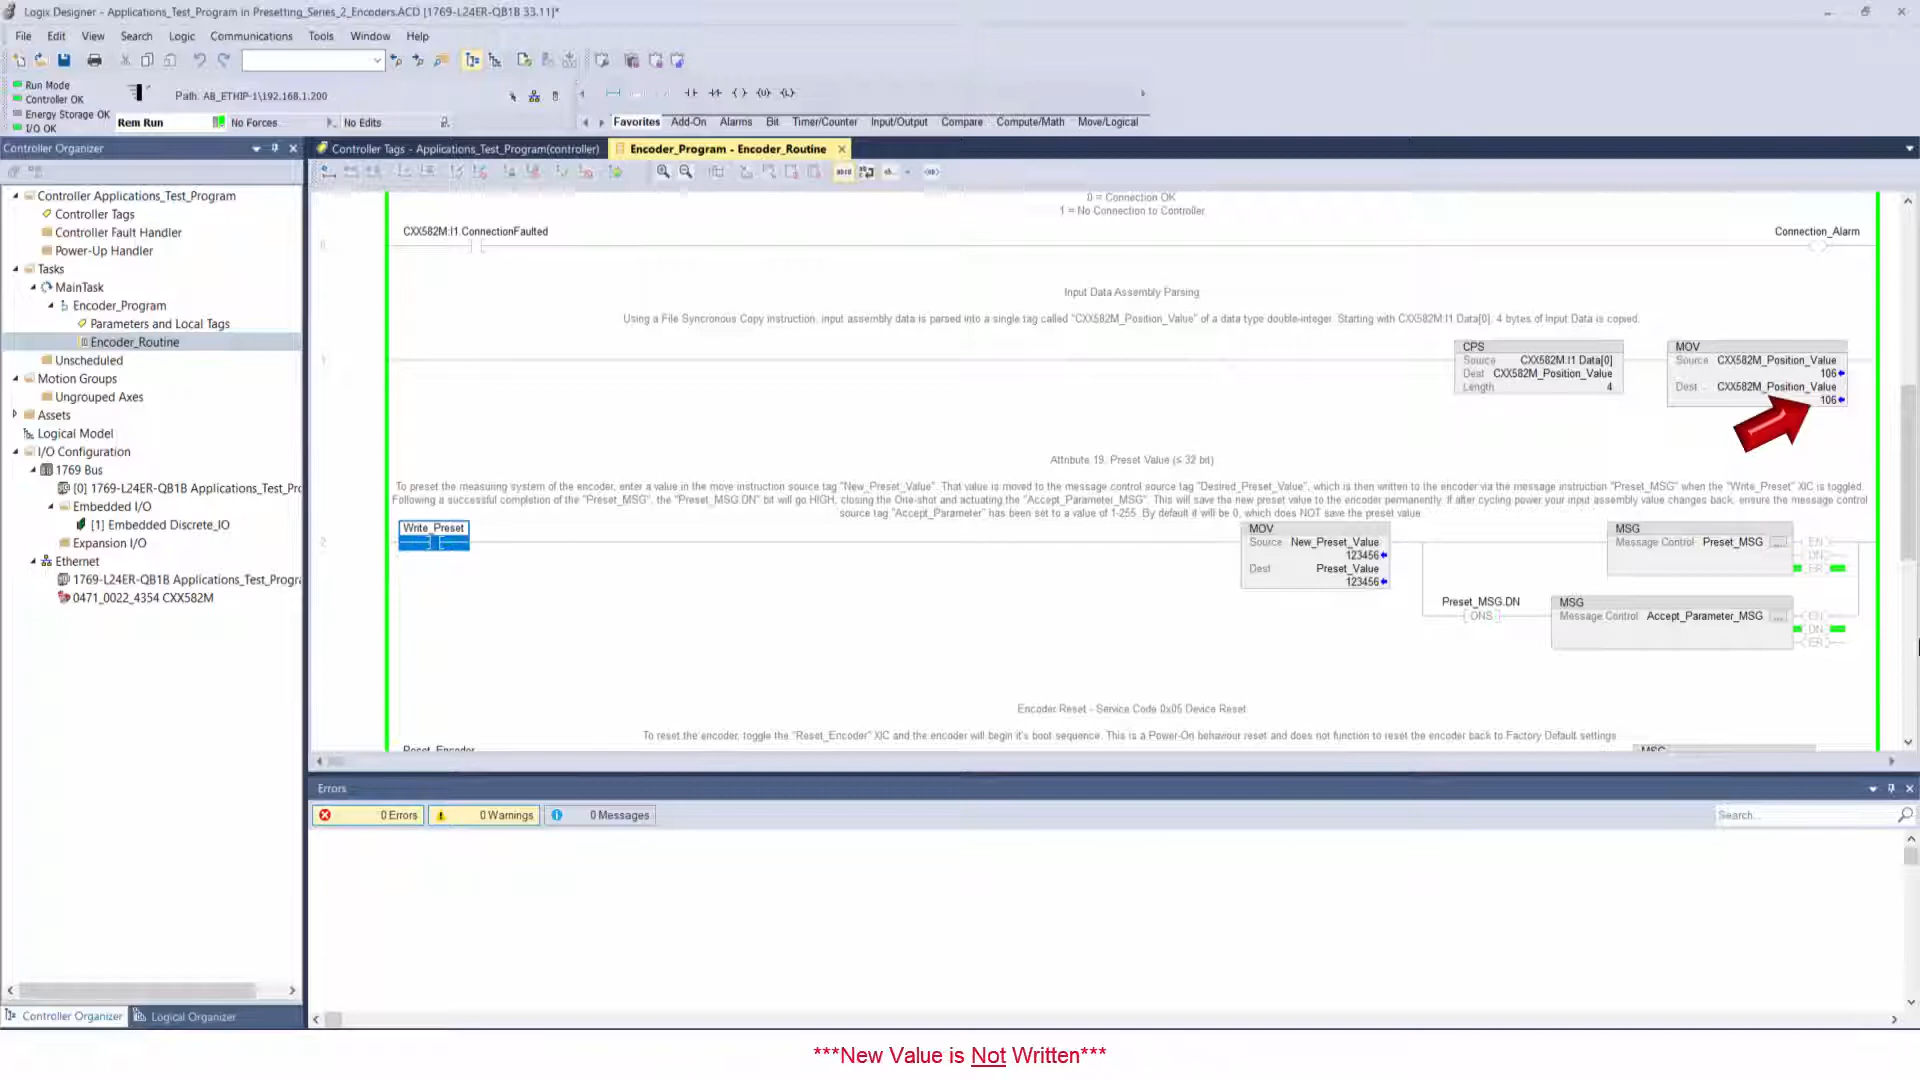 Logix Designer - Applications_Test_Program in Presetting_Series_2_Encoders.ACD [1769-L24ER-QB1B 33.11]*
File Edit View Search Logic Communications Tools Window Help
Run Mode
Controller OK
Energy Storage OK
I/O OK
Path: AB_ETHIP-1\192.168.1.200
Rem Run No Forces No Edits
Favorites Add-On Alarms Bit Timer/Counter Input/Output Compare Compute/Math Move/Logical
Controller Organizer
Controller Tags - Applications_Test_Program(controller)
Encoder_Program - Encoder_Routine
Controller Applications_Test_Program
Controller Tags
Controller Fault Handler
Power-Up Handler
Tasks
MainTask
Encoder_Program
Parameters and Local Tags
Encoder_Routine
Unscheduled
Motion Groups
Ungrouped Axes
Assets
Logical Model
I/O Configuration
1769 Bus
[0] 1769-L24ER-QB1B Applications_Test_Pr
Embedded I/O
[1] Embedded Discrete_IO
Expansion I/O
Ethernet
1769-L24ER-QB1B Applications_Test_Progra
0471_0022_4354 CXX582M
Controller Organizer
Logical Organizer
0 = Connection OK
1 = No Connection to Controller
CXX582M:I1.ConnectionFaulted
Connection_Alarm
0
Input Data Assembly Parsing
Using a File Syncronous Copy instruction, input assembly data is parsed into a single tag called "CXX582M_Position_Value" of a data type double-integer. Starting with CXX582M:I1.Data[0], 4 bytes of Input Data is copied.
1
CPS
Source CXX582M:I1.Data[0]
Dest CXX582M_Position_Value
Length 4
MOV
Source CXX582M_Position_Value
106
Dest CXX582M_Position_Value
106
Attribute 19, Preset Value (≤ 32 bit)
To preset the measuring system of the encoder, enter a value in the move instruction source tag "New_Preset_Value". That value is moved to the message control source tag "Desired_Preset_Value", which is then written to the encoder via the message instruction "Preset_MSG" when the "Write_Preset" XIC is toggled.
Following a successful completion of the "Preset_MSG", the "Preset_MSG.DN" bit will go HIGH, closing the One-shot and actuating the "Accept_Parameter_MSG". This will save the new preset value to the encoder permanently. If after cycling power your input assembly value changes back, ensure the message control
source tag "Accept_Parameter" has been set to a value of 1-255. By default it will be 0, which does NOT save the preset value.
2
Write_Preset
MOV
Source New_Preset_Value
123456
Dest Preset_Value
123456
MSG
Message Control Preset_MSG ...
EN
DN
ER
Preset_MSG.DN
ONS
MSG
Message Control Accept_Parameter_MSG ...
EN
DN
ER
Encoder Reset - Service Code 0x05 Device Reset
To reset the encoder, toggle the "Reset_Encoder" XIC and the encoder will begin it's boot sequence. This is a Power-On behaviour reset and does not function to reset the encoder back to Factory Default settings
Reset_Encoder
MSG
Errors
0 Errors 0 Warnings 0 Messages
Search...
***New Value is Not Written***